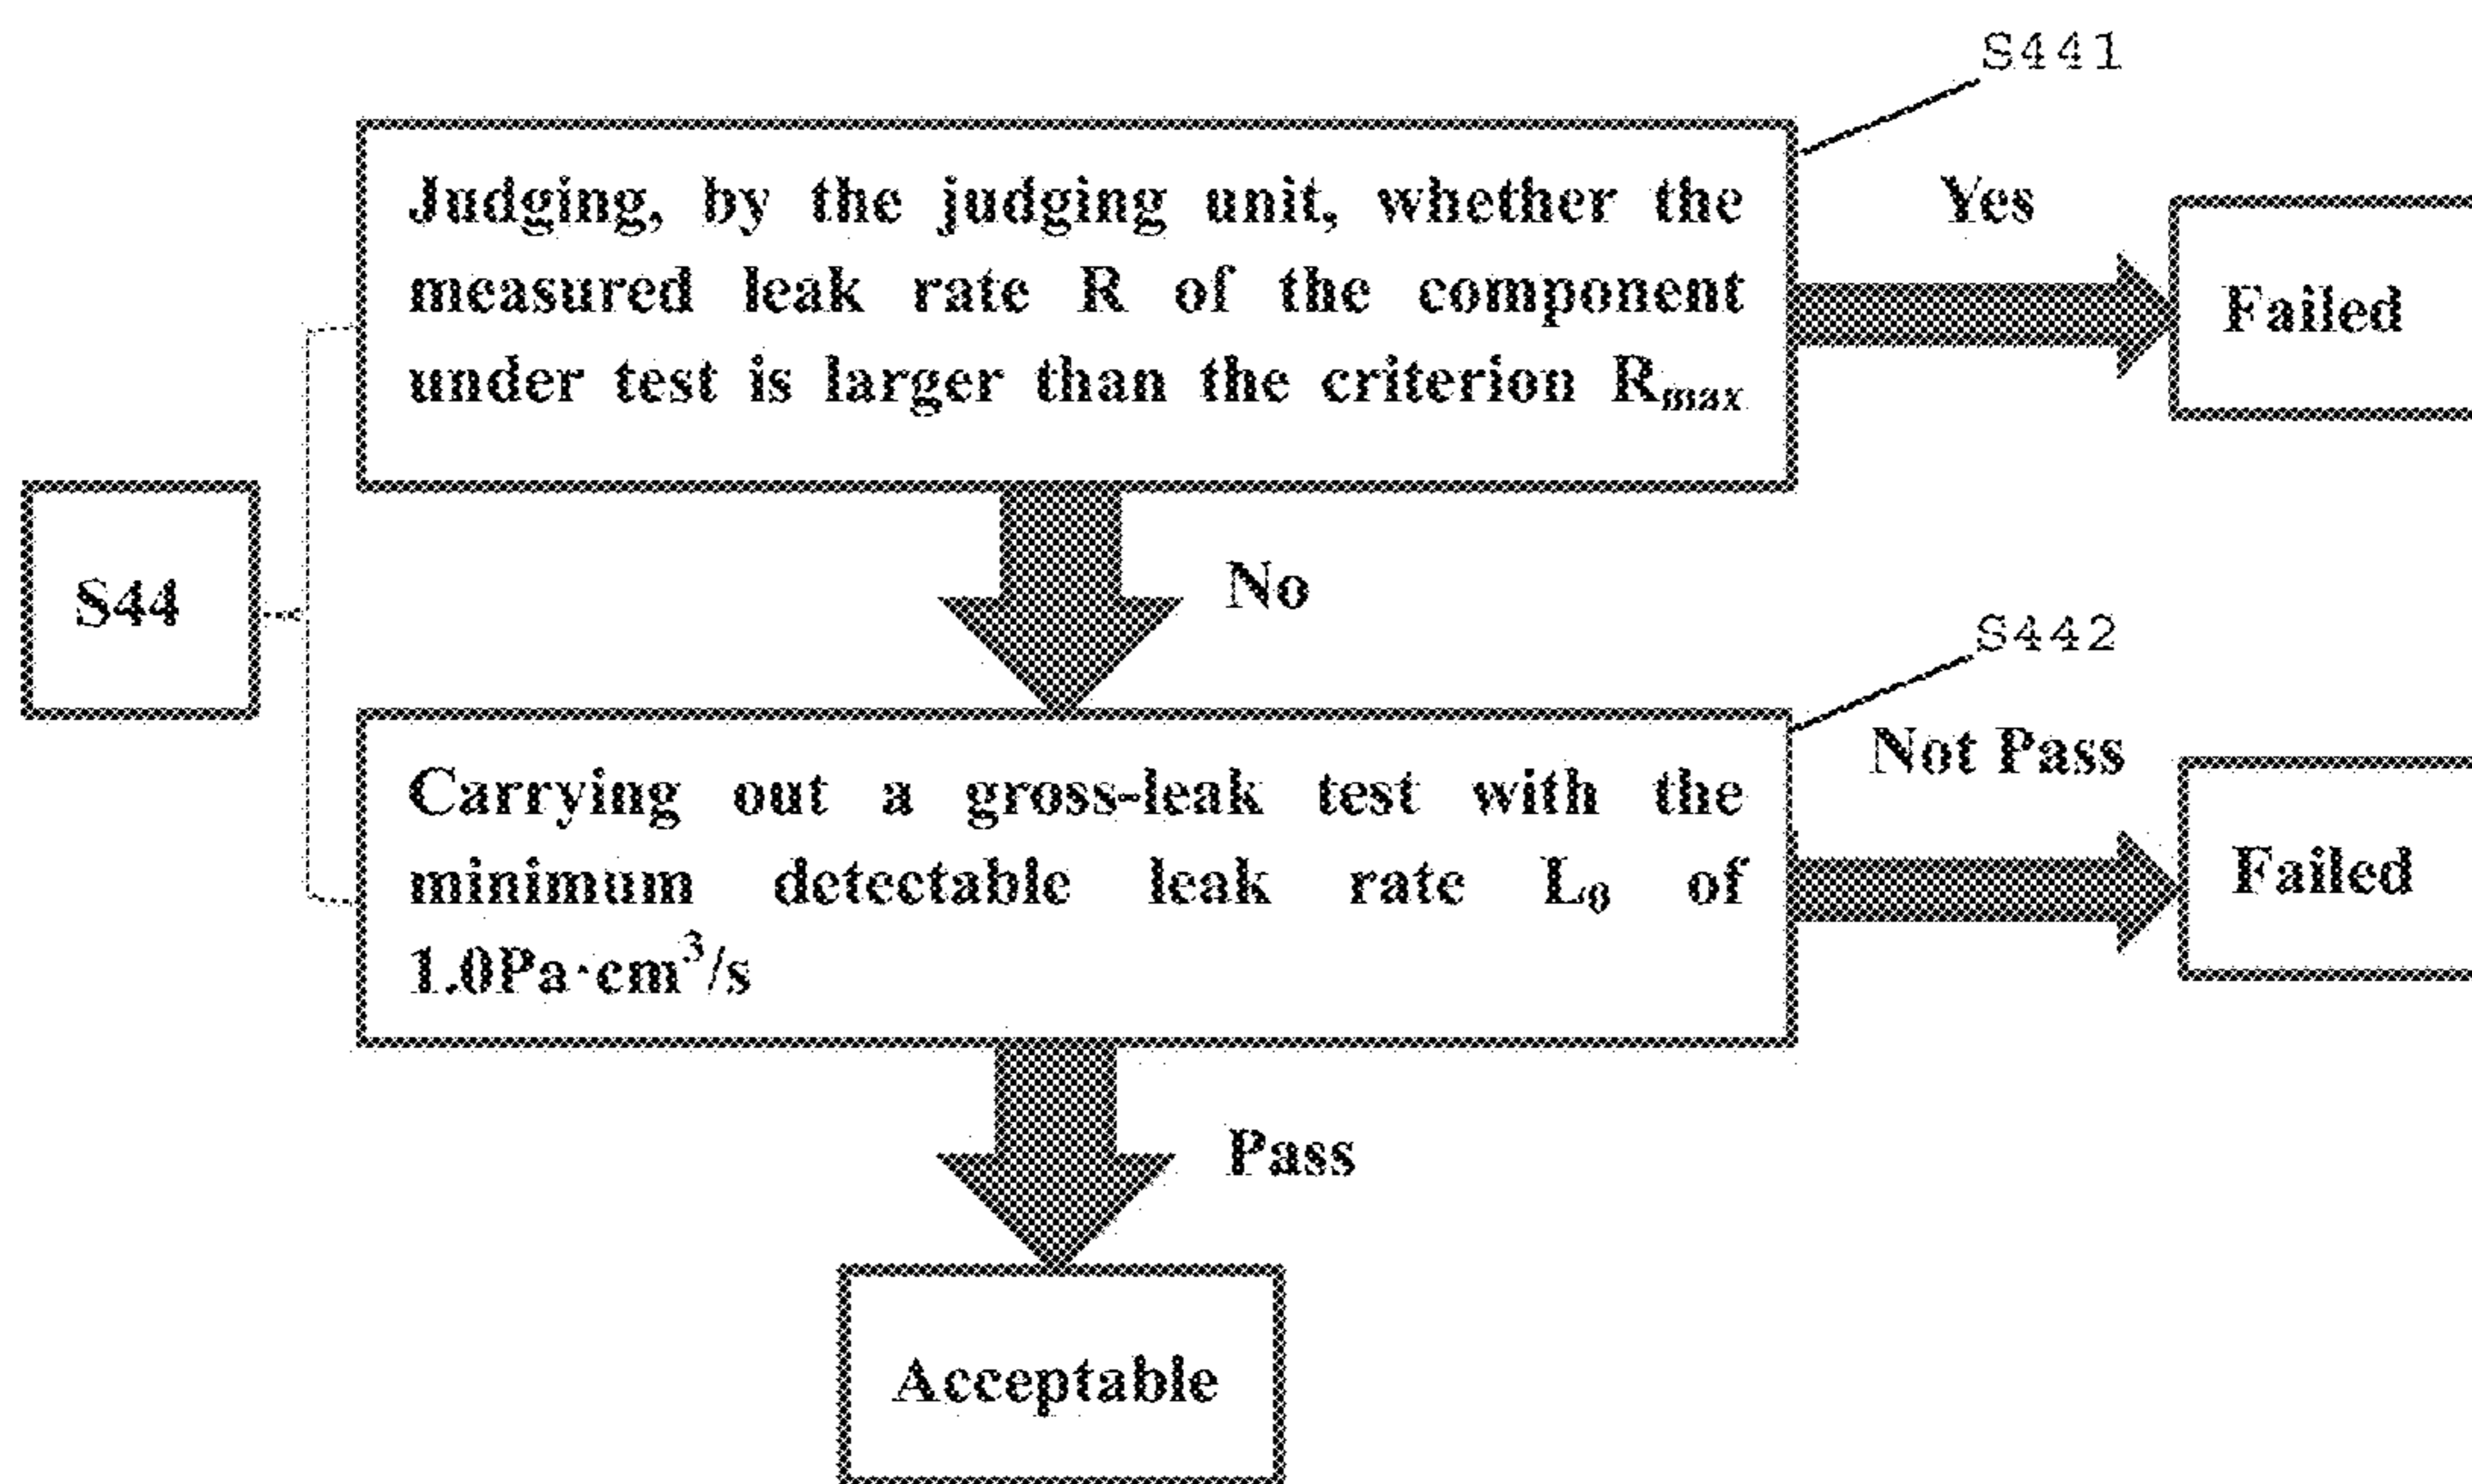 S441
Judging, by the judging unit, whether the
measured leak rate R of the component
under test is larger than the criterion Rmax
Yes
Failed
No
S44
S442
Carrying out a gross-leak test with the
minimum detectable leak rate L₀ of
1.0Pa·cm³/s
Not Pass
Failed
Pass
Acceptable